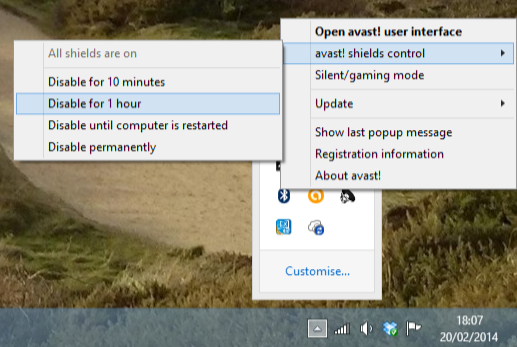 All shields are on
Disable for 10 minutes
Disable for 1 hour
Disable until computer is restarted
Disable permanently
Open avast! user interface
avast! shields control
Silent/gaming mode
Update
Show last popup message
Registration information
About avast!
Customise...
18:07
20/02/2014